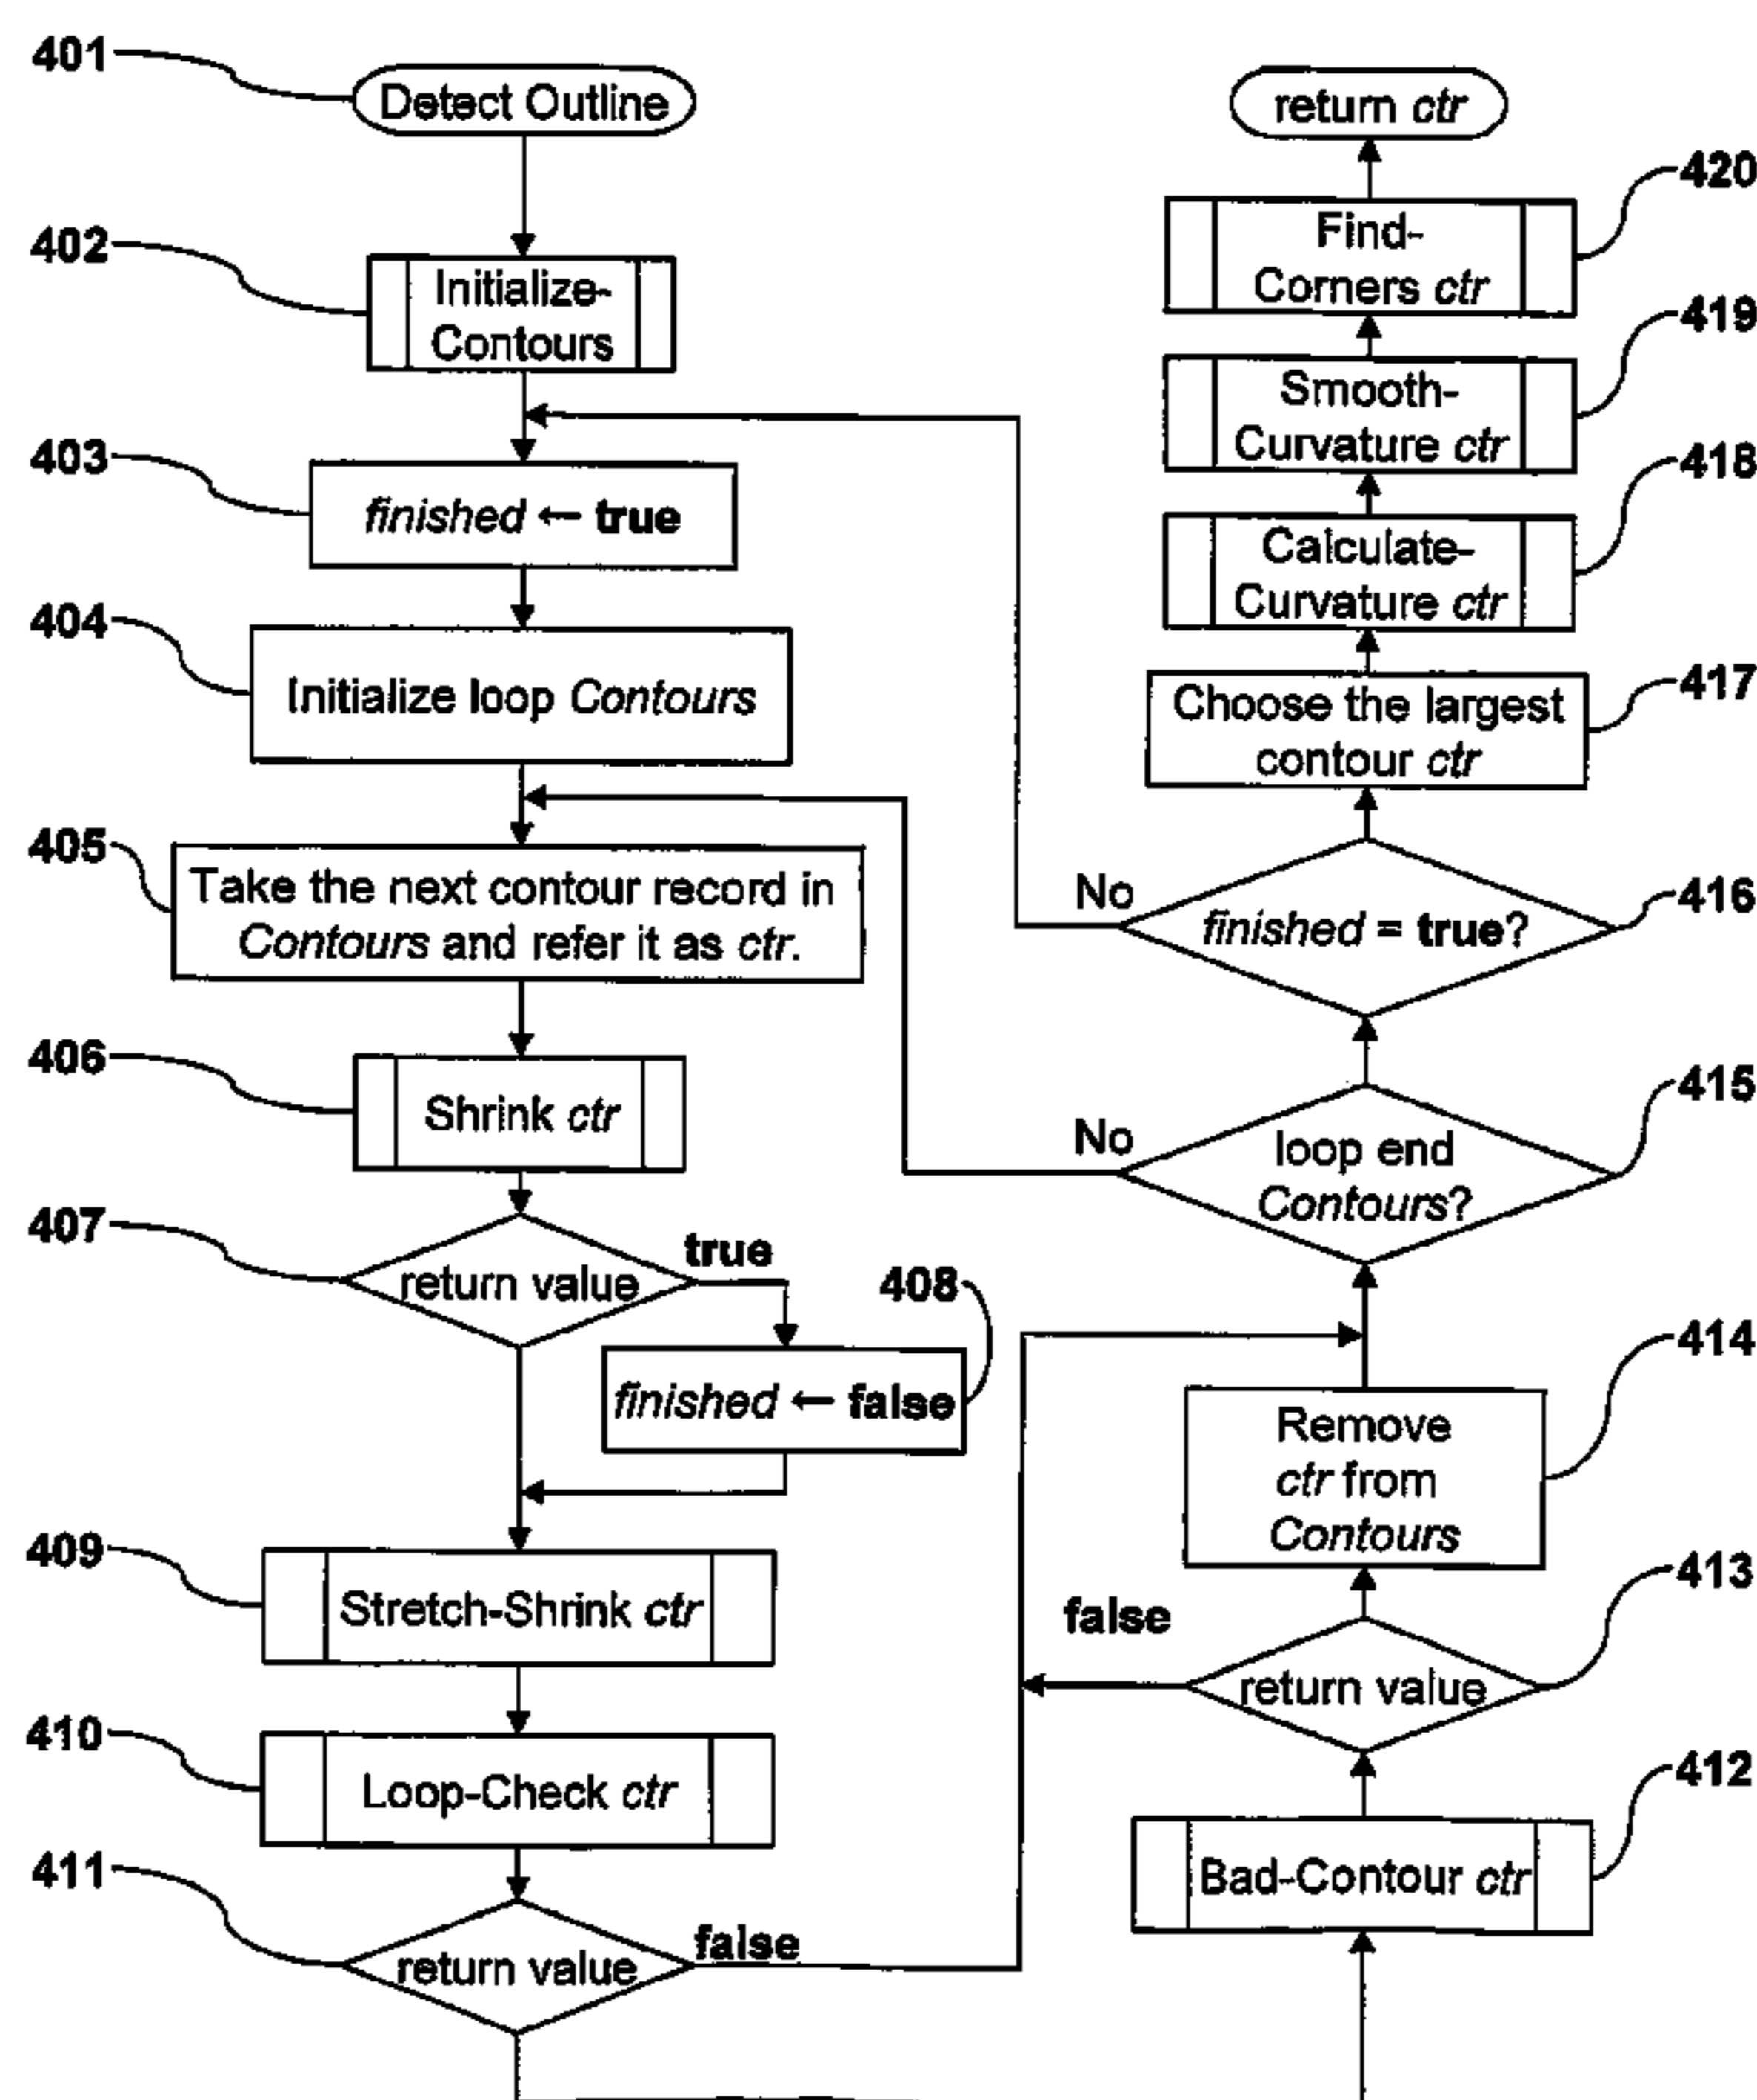 401
Detect Outline
402
Initialize-
Contours
403
finished ← true
404
Initialize loop Contours
405
Take the next contour record in
Contours and refer it as ctr.
406
Shrink ctr
407
return value
true
408
finished ← false
409
Stretch-Shrink ctr
410
Loop-Check ctr
411
return value
false
412
Bad-Contour ctr
413
return value
false
414
Remove
ctr from
Contours
415
loop end
Contours?
No
416
finished = true?
No
417
Choose the largest
contour ctr
418
Calculate-
Curvature ctr
419
Smooth-
Curvature ctr
420
Find-
Corners ctr
return ctr